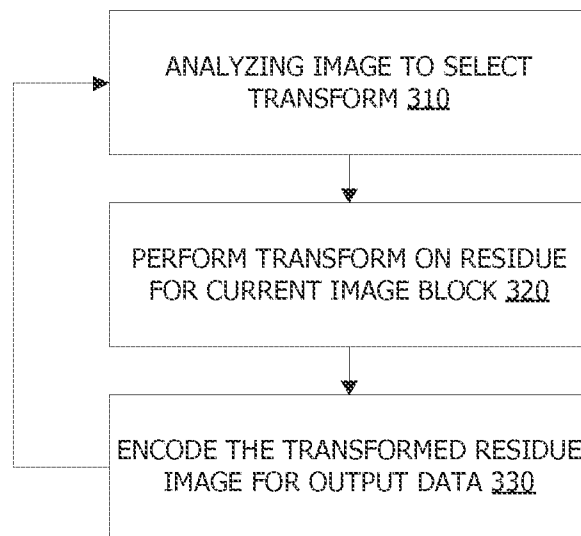 ANALYZING IMAGE TO SELECT
TRANSFORM 310
PERFORM TRANSFORM ON RESIDUE
FOR CURRENT IMAGE BLOCK 320
ENCODE THE TRANSFORMED RESIDUE
IMAGE FOR OUTPUT DATA 330